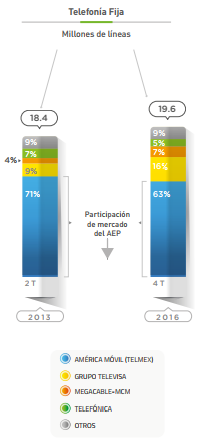 Telefonía Fija
Millones de líneas
18.4
19.6
9%
7%
4%
9%
71%
9%
5%
7%
16%
63%
Participación
de mercado
del AEP
2 T
4 T
2013
2016
AMÉRICA MÓVIL (TELMEX)
GRUPO TELEVISA
MEGACABLE+MCM
TELEFÓNICA
OTROS